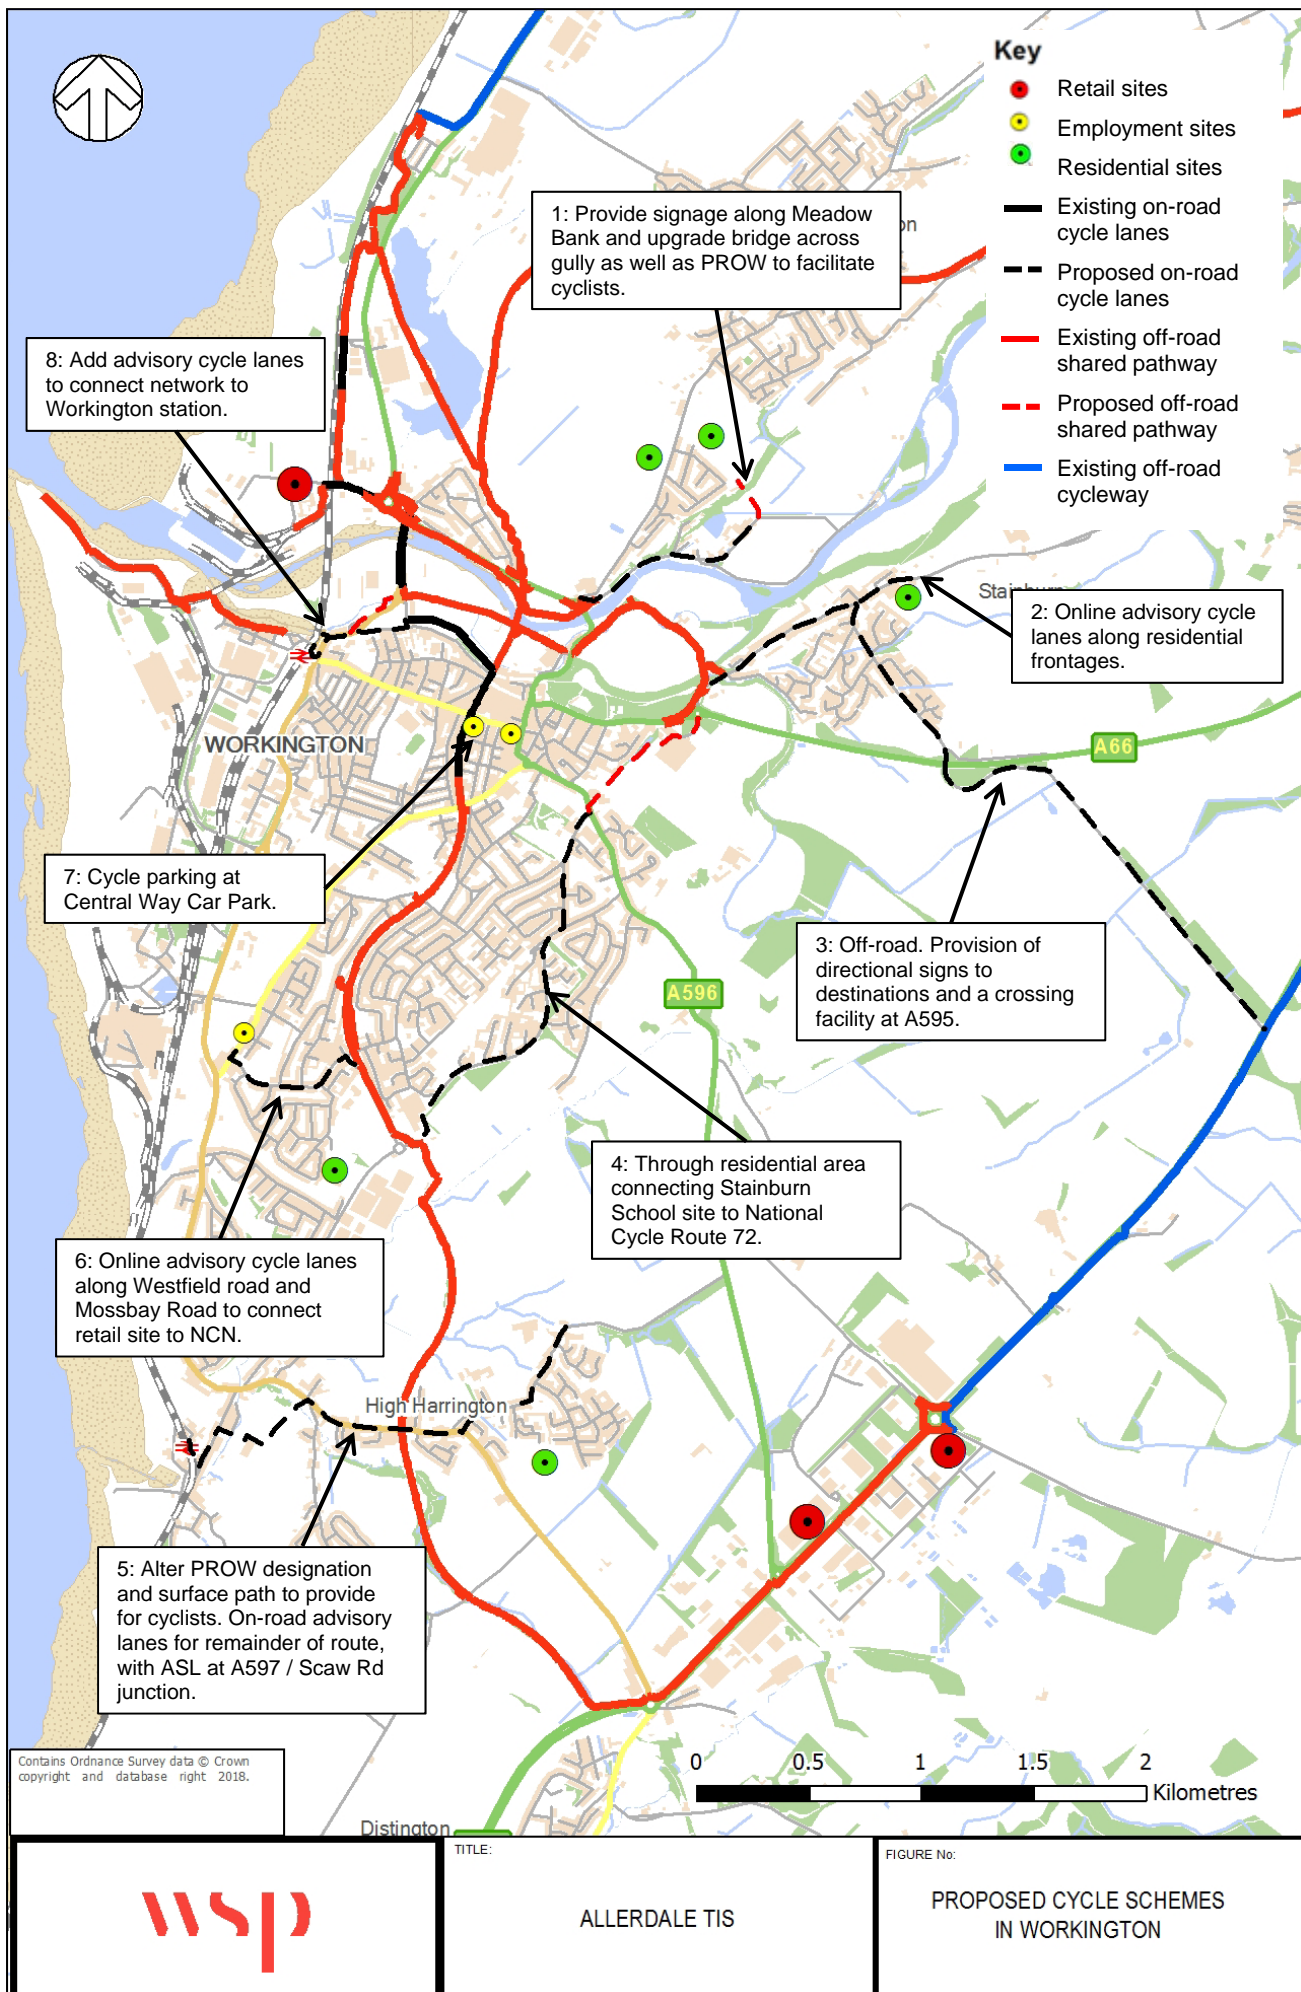 Key
Retail sites
Employment sites
Residential sites
Existing on-road
cycle lanes
Proposed on-road
cycle lanes
Existing off-road
shared pathway
Proposed off-road
shared pathway
Existing off-road
cycleway
1: Provide signage along Meadow
Bank and upgrade bridge across
gully as well as PROW to facilitate
cyclists.
on
8: Add advisory cycle lanes
to connect network to
Workington station.
2: Online advisory cycle
lanes along residential
frontages.
WORKINGTON
A66
7: Cycle parking at
Central Way Car Park.
3: Off-road. Provision of
directional signs to
destinations and a crossing
facility at A595.
A596
4: Through residential area
connecting Stainburn
School site to National
Cycle Route 72.
6: Online advisory cycle lanes
along Westfield road and
Mossbay Road to connect
retail site to NCN.
High Harrington
5: Alter PROW designation
and surface path to provide
for cyclists. On-road advisory
lanes for remainder of route,
with ASL at A597 / Scaw Rd
junction.
Contains Ordnance Survey data © Crown
copyright and database right 2018.
0 0.5 1 1.5 2
Kilometres
Distington
wsp
TITLE:
ALLERDALE TIS
FIGURE No:
PROPOSED CYCLE SCHEMES
IN WORKINGTON